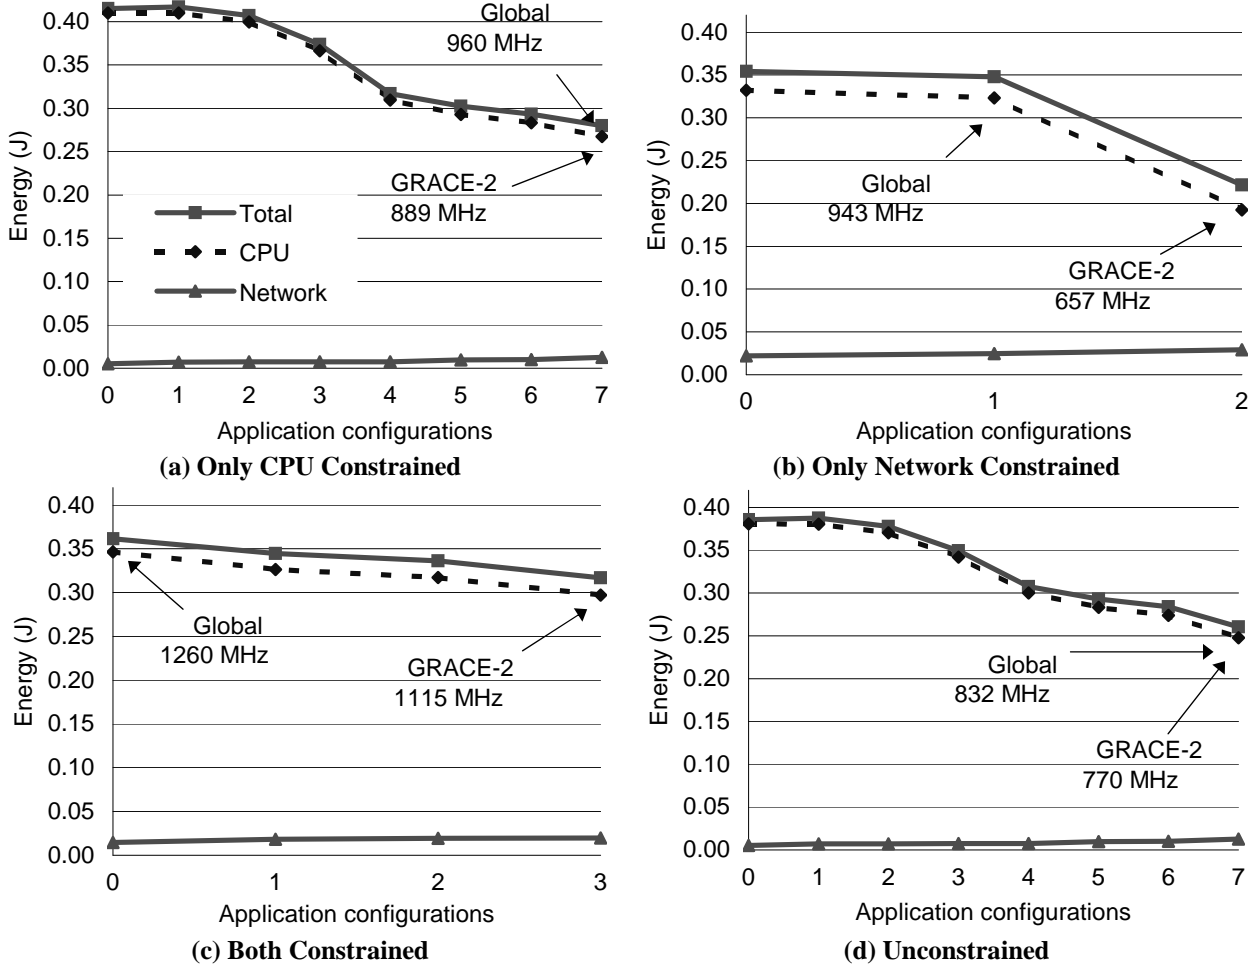 0.40
0.35
0.30
0.25
0.20
0.15
0.10
0.05
0.00
Energy (J)
Global
960 MHz
GRACE-2
889 MHz
Total
CPU
Network
0 1 2 3 4 5 6 7
Application configurations
(a) Only CPU Constrained
0.40
0.35
0.30
0.25
0.20
0.15
0.10
0.05
0.00
Energy (J)
Global
943 MHz
GRACE-2
657 MHz
0 1 2
Application configurations
(b) Only Network Constrained
0.40
0.35
0.30
0.25
0.20
0.15
0.10
0.05
0.00
Energy (J)
Global
1260 MHz
GRACE-2
1115 MHz
0 1 2 3
Application configurations
(c) Both Constrained
0.40
0.35
0.30
0.25
0.20
0.15
0.10
0.05
0.00
Energy (J)
Global
832 MHz
GRACE-2
770 MHz
0 1 2 3 4 5 6 7
Application configurations
(d) Unconstrained